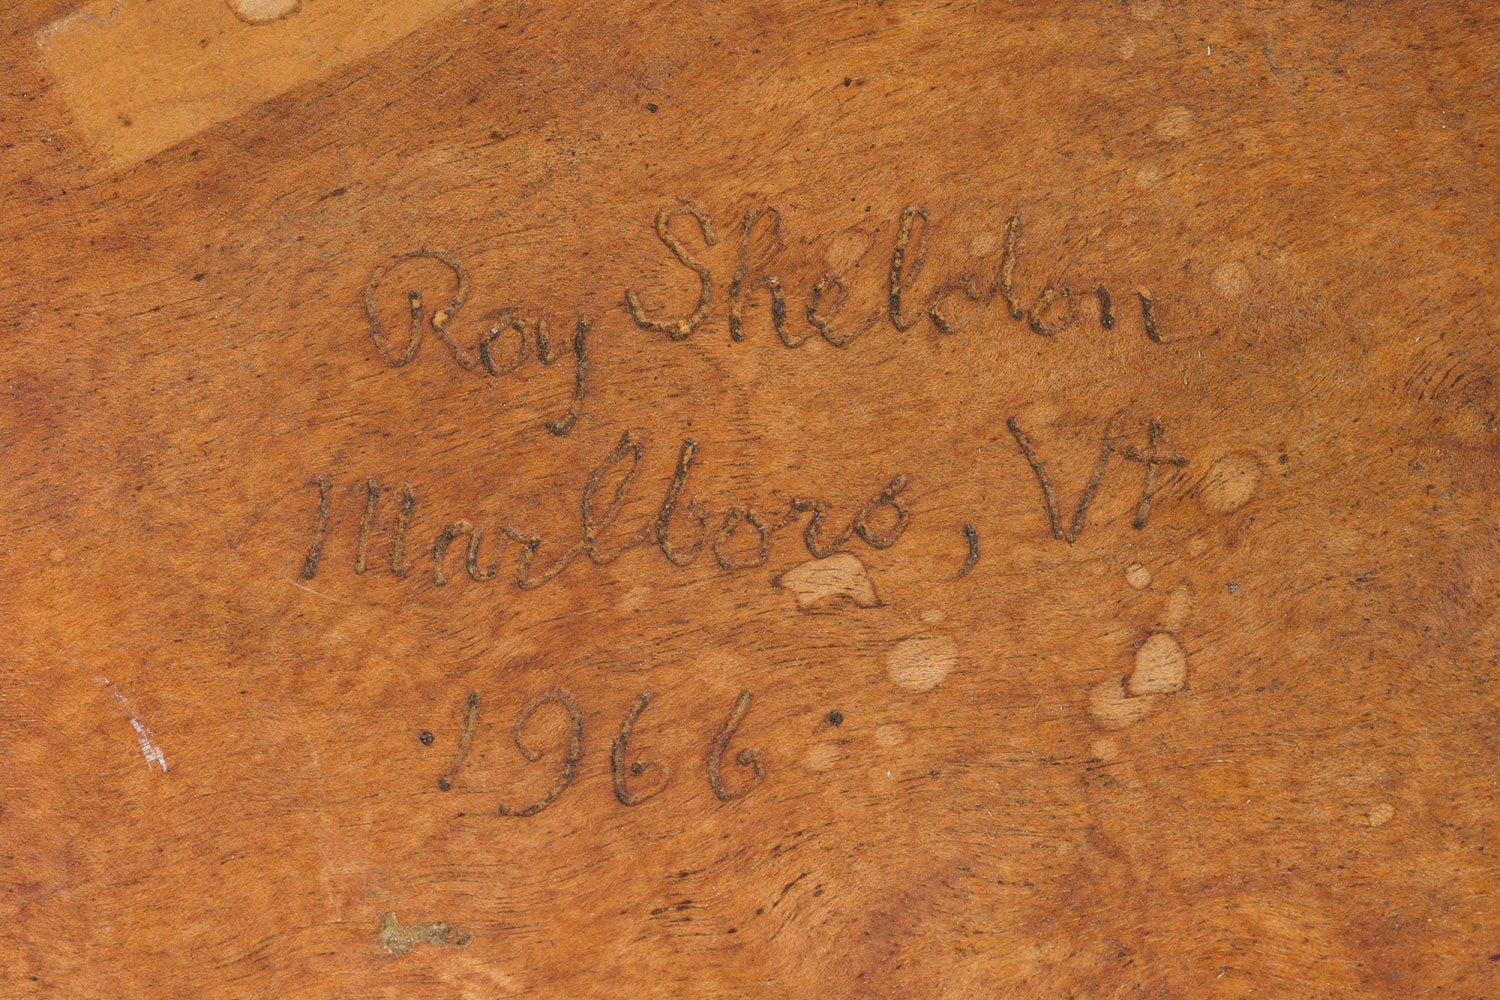 Roy Sheldon
Marlboro, Vt
·1966·